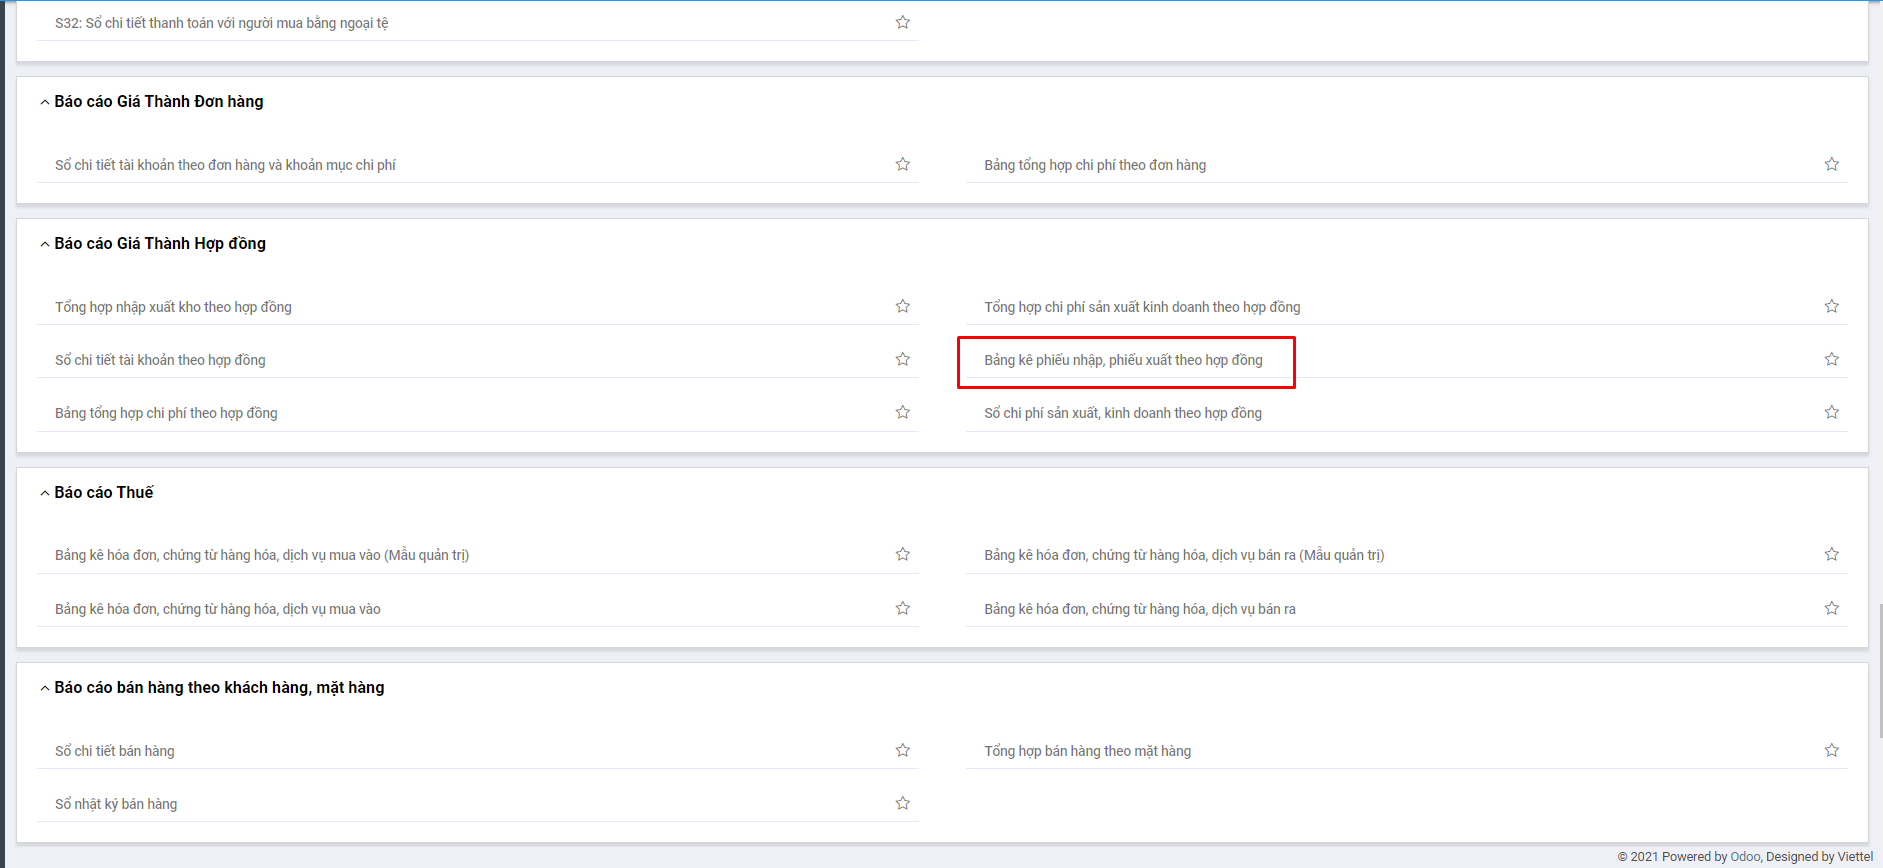 S32: Sổ chi tiết thanh toán với người mua bằng ngoại tệ
Báo cáo Giá Thành Đơn hàng
Sổ chi tiết tài khoản theo đơn hàng và khoản mục chi phí
Bảng tổng hợp chi phí theo đơn hàng
Báo cáo Giá Thành Hợp đồng
Tổng hợp nhập xuất kho theo hợp đồng
Tổng hợp chi phí sản xuất kinh doanh theo hợp đồng
Sổ chi tiết tài khoản theo hợp đồng
Bảng kê phiếu nhập, phiếu xuất theo hợp đồng
Bảng tổng hợp chi phí theo hợp đồng
Sổ chi phí sản xuất, kinh doanh theo hợp đồng
Báo cáo Thuế
Bảng kê hóa đơn, chứng từ hàng hóa, dịch vụ mua vào (Mẫu quản trị)
Bảng kê hóa đơn, chứng từ hàng hóa, dịch vụ bán ra (Mẫu quản trị)
Bảng kê hóa đơn, chứng từ hàng hóa, dịch vụ mua vào
Bảng kê hóa đơn, chứng từ hàng hóa, dịch vụ bán ra
Báo cáo bán hàng theo khách hàng, mặt hàng
Sổ chi tiết bán hàng
Tổng hợp bán hàng theo mặt hàng
Sổ nhật ký bán hàng
© 2021 Powered by Odoo, Designed by Viettel